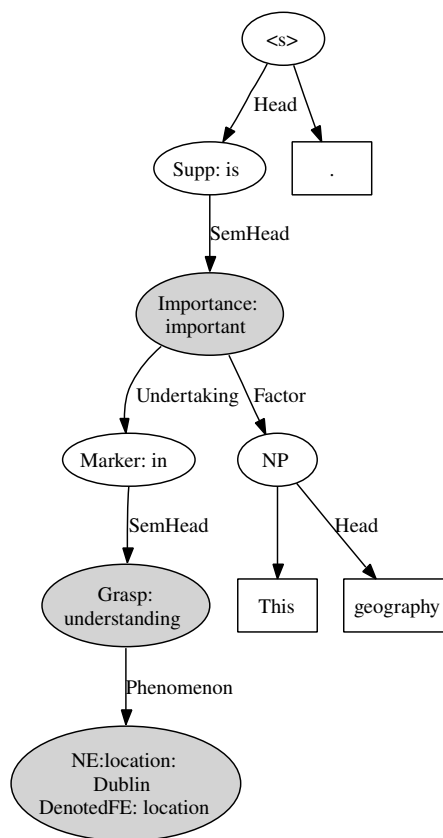 <s>
Head
Supp: is
.
SemHead
Importance:
important
Undertaking
Factor
Marker: in
NP
SemHead
Head
Grasp:
understanding
This
geography
Phenomenon
NE:location:
Dublin
DenotedFE: location